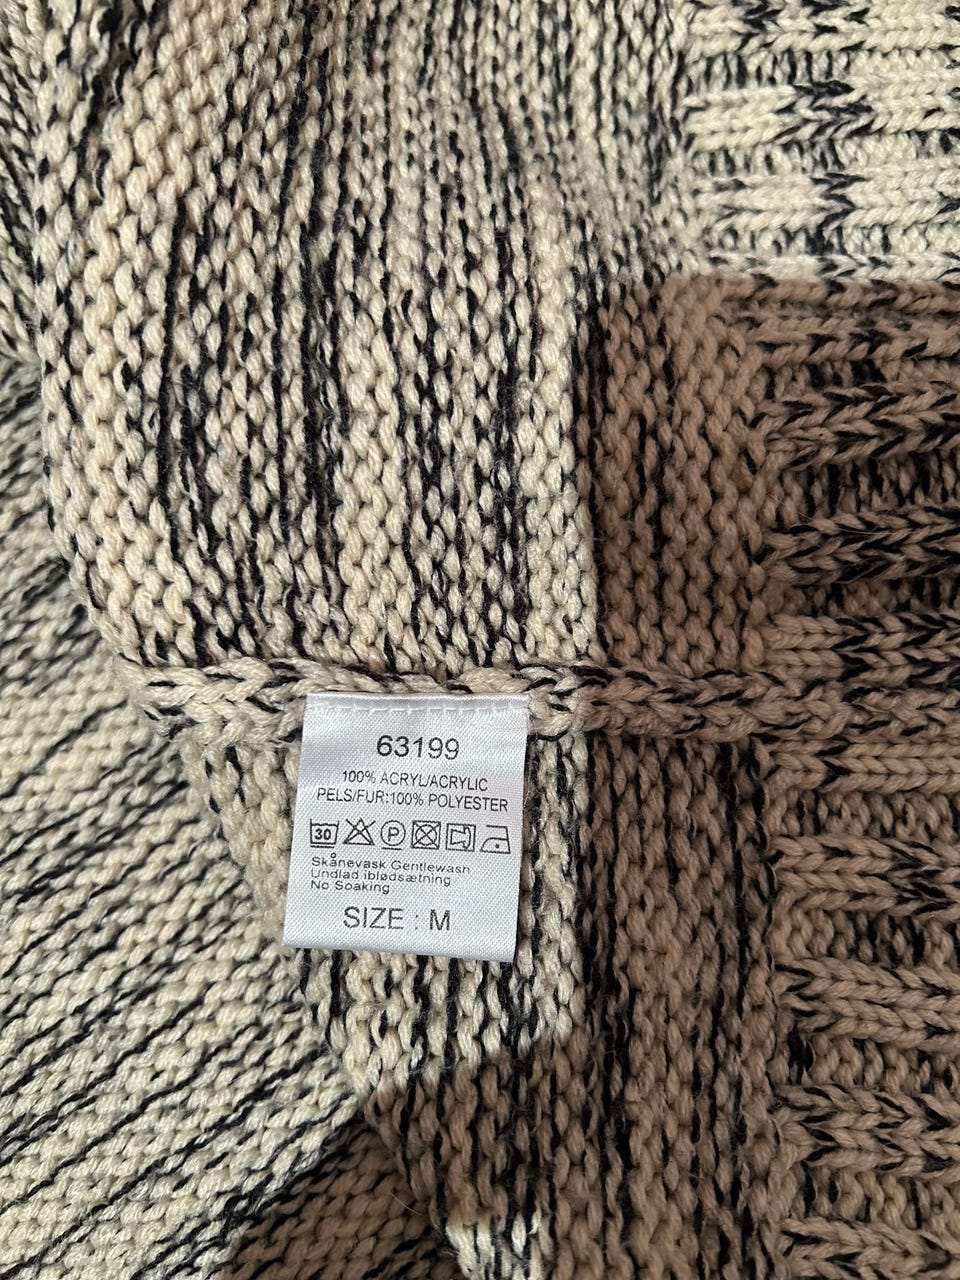 63199
100% ACRYL/ACRYLIC
PELS/FUR:100% POLYESTER
30 P
Skånevask Gentlewash
Undlad iblødsætning
No Soaking
SIZE : M